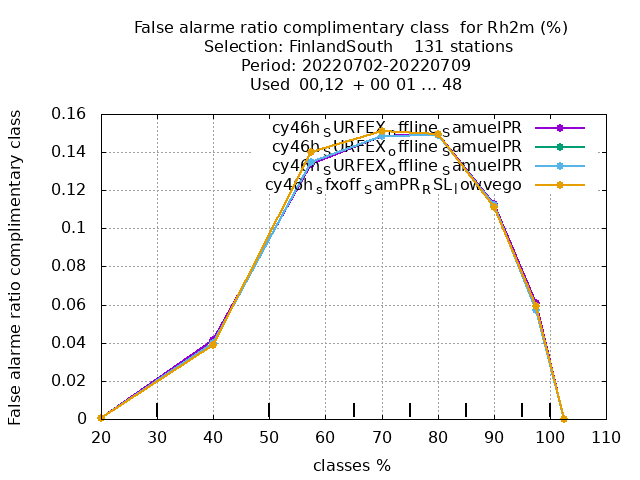 False alarme ratio complimentary class  for Rh2m (%)
Selection: FinlandSouth    131 stations
Period: 20220702-20220709
Used  00,12  + 00 01 ... 48
False alarme ratio complimentary class
0.16
0.14
0.12
0.1
0.08
0.06
0.04
0.02
0
cy46h_SURFEX_offline_SamuelPR
cy46h_SURFEX_offline_SamuelPR
cy46h_SURFEX_offline_SamuelPR
cy46h_sfxoff_SamPR_RSL_lowvego
20 30 40 50 60 70 80 90 100 110
classes %